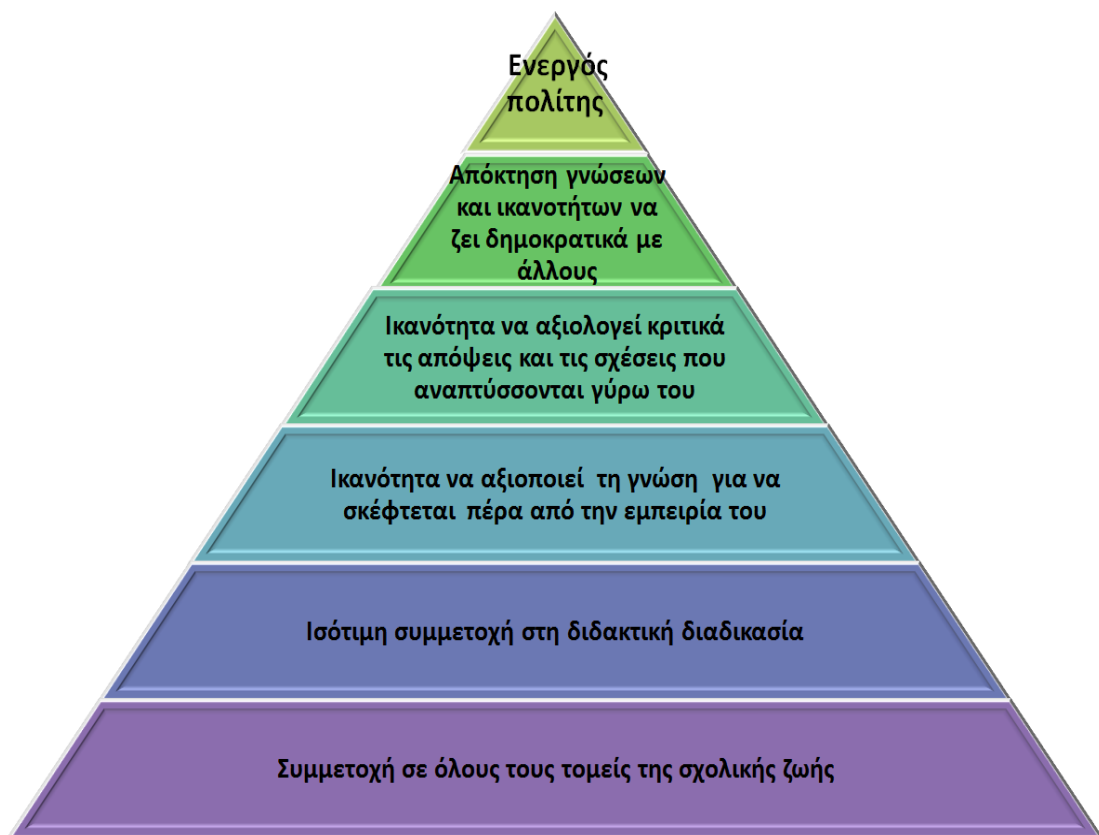 Ενεργός
πολίτης
Απόκτηση γνώσεων
και ικανοτήτων να
ζει δημοκρατικά με
άλλους
Ικανότητα να αξιολογεί κριτικά
τις απόψεις και τις σχέσεις που
αναπτύσσονται γύρω του
Ικανότητα να αξιοποιεί τη γνώση για να
σκέφτεται πέρα από την εμπειρία του
Ισότιμη συμμετοχή στη διδακτική διαδικασία
Συμμετοχή σε όλους τους τομείς της σχολικής ζωής